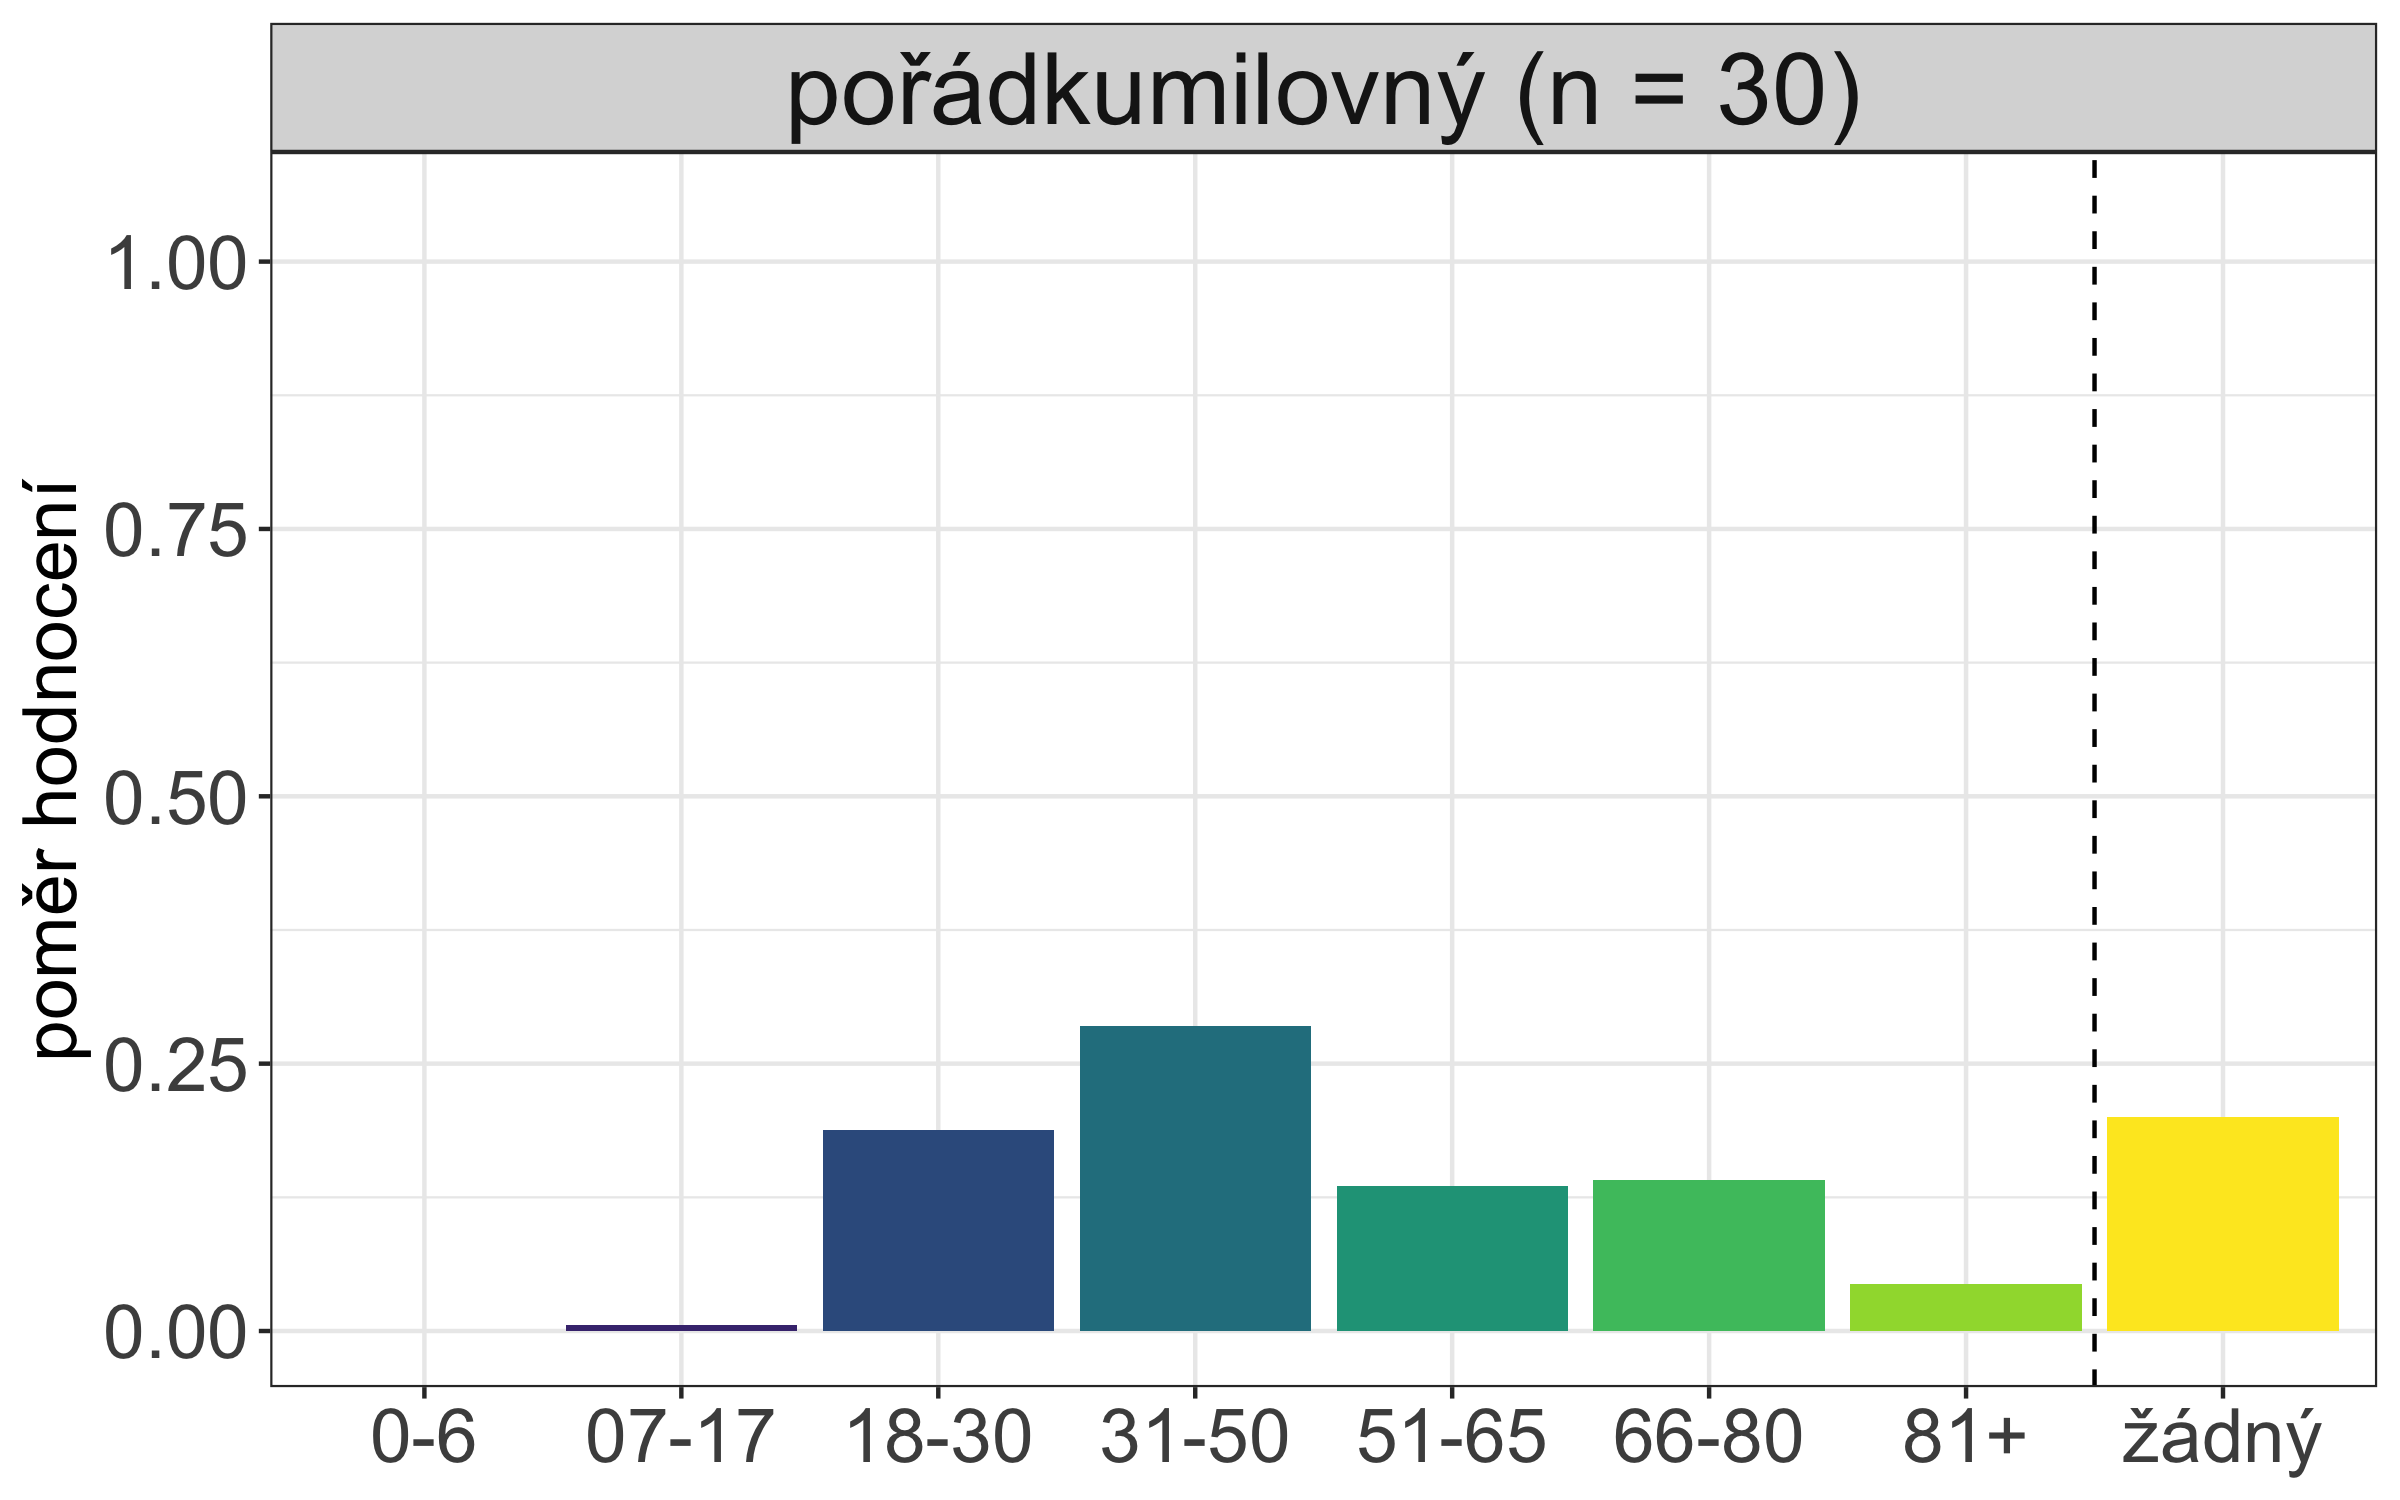 pořádkumilovný (n = 30)
poměr hodnocení
1.00
0.75
0.50
0.25
0.00
0-6 07-17 18-30 31-50 51-65 66-80 81+ žádný